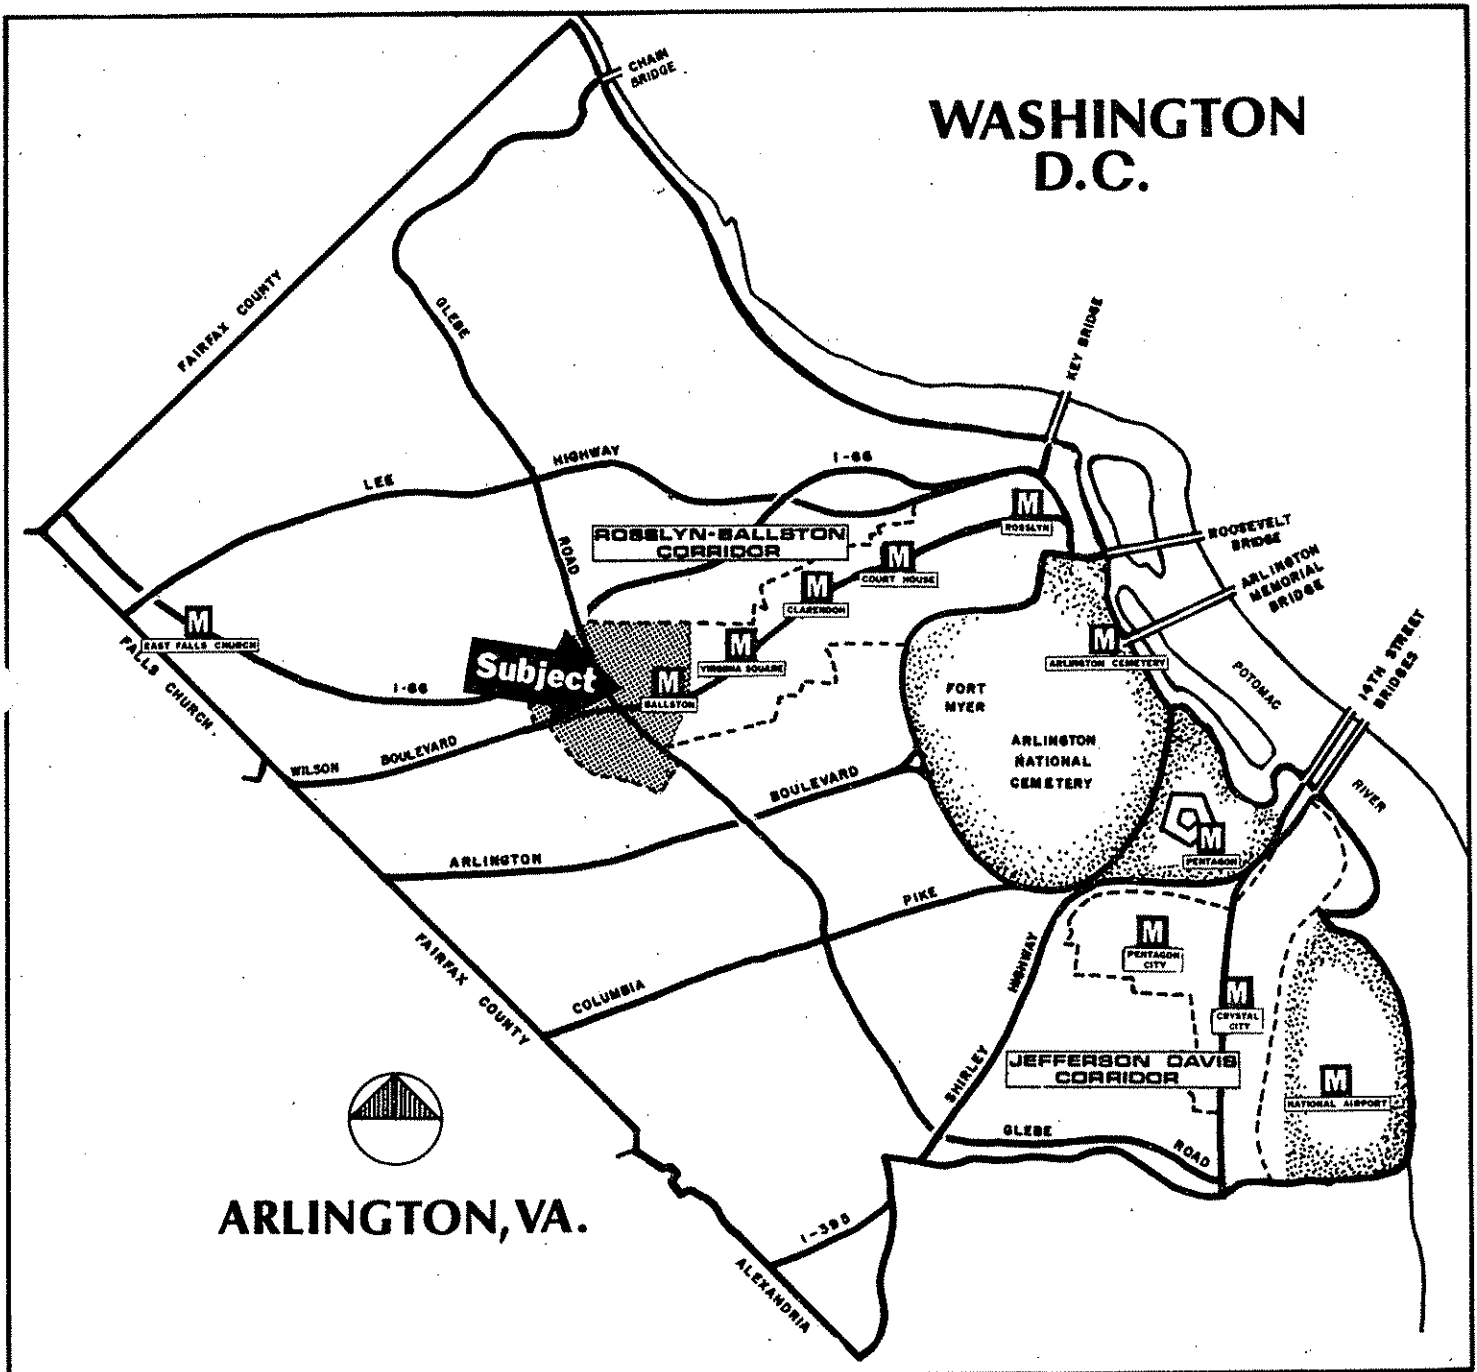 CHAIN
BRIDGE
WASHINGTON
D.C.
FAIRFAX COUNTY
GLEBE
KEY BRIDGE
LEE
HIGHWAY
I-66
ROSSLYN-BALLSTON
CORRIDOR
ROAD
M
ROSSLYN
M
COURT HOUSE
M
CLARENDON
ROOSEVELT
BRIDGE
ARLINGTON
MEMORIAL
BRIDGE
M
EAST FALLS CHURCH
FALLS CHURCH
Subject
M
VIRGINIA SQUARE
M
BALLSTON
I-66
M
ARLINGTON CEMETERY
POTOMAC
14TH STREET
BRIDGES
FORT
MYER
ARLINGTON
NATIONAL
CEMETERY
WILSON
BOULEVARD
BOULEVARD
RIVER
ARLINGTON
M
PENTAGON
PIKE
COLUMBIA
FAIRFAX COUNTY
HIGHWAY
M
PENTAGON
CITY
M
CRYSTAL
CITY
SHIRLEY
JEFFERSON DAVIS
CORRIDOR
M
NATIONAL AIRPORT
GLEBE
ROAD
ARLINGTON, VA.
I-395
ALEXANDRIA